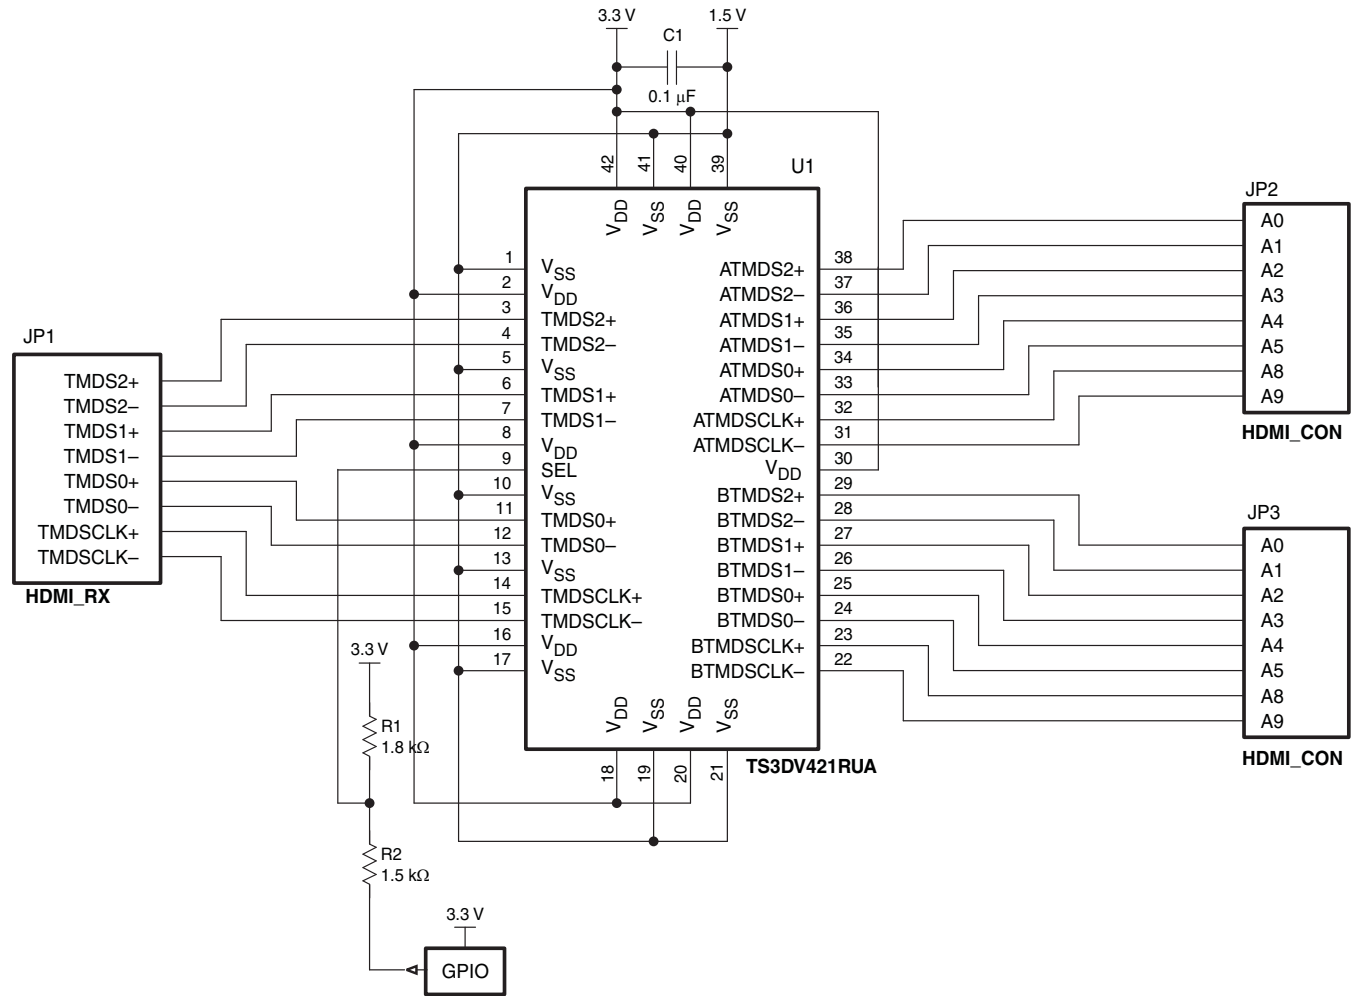 3.3 V 1.5 V
C1
0.1 μF
42 41 40 39
U1
VDD VSS VDD VSS
JP1
TMDS2+
TMDS2–
TMDS1+
TMDS1–
TMDS0+
TMDS0–
TMDSCLK+
TMDSCLK–
HDMI_RX
1 VSS
2 VDD
3 TMDS2+
4 TMDS2–
5 VSS
6 TMDS1+
7 TMDS1–
8 VDD
9 SEL
10 VSS
11 TMDS0+
12 TMDS0–
13 VSS
14 TMDSCLK+
15 TMDSCLK–
16 VDD
17 VSS
ATMDS2+ 38
ATMDS2– 37
ATMDS1+ 36
ATMDS1– 35
ATMDS0+ 34
ATMDS0– 33
ATMDSCLK+ 32
ATMDSCLK– 31
VDD 30
BTMDS2+ 29
BTMDS2– 28
BTMDS1+ 27
BTMDS1– 26
BTMDS0+ 25
BTMDS0– 24
BTMDSCLK+ 23
BTMDSCLK– 22
VDD VSS VDD VSS
18 19 20 21
TS3DV421RUA
JP2
A0
A1
A2
A3
A4
A5
A8
A9
HDMI_CON
JP3
A0
A1
A2
A3
A4
A5
A8
A9
HDMI_CON
3.3 V
R1
1.8 kΩ
R2
1.5 kΩ
3.3 V
GPIO